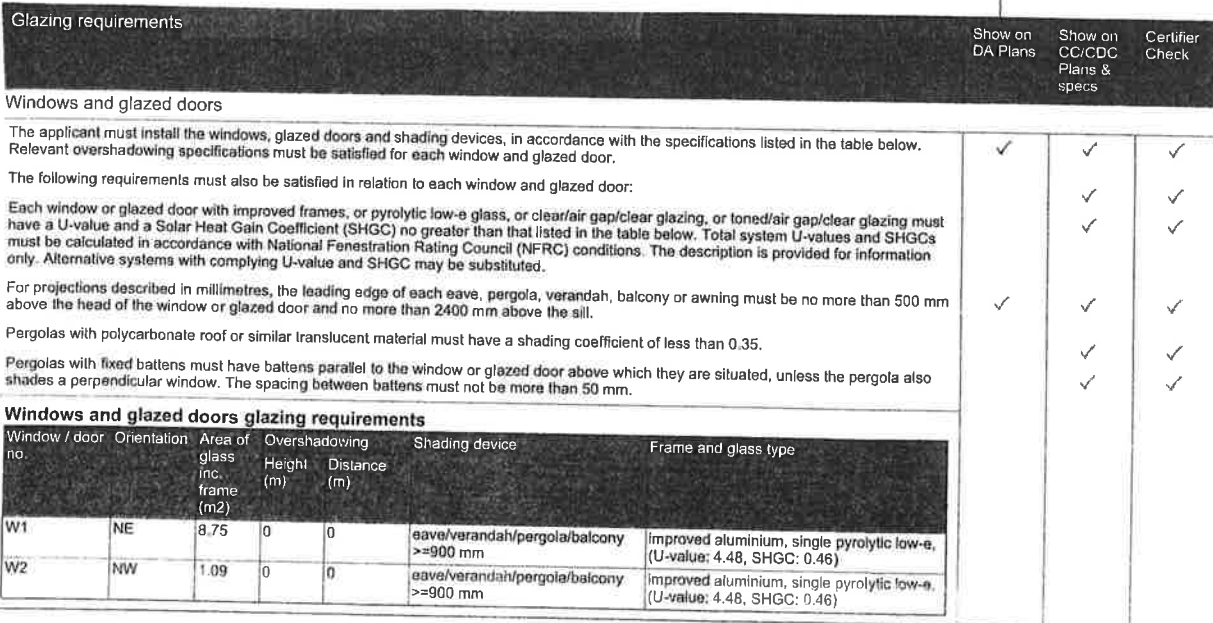 Glazing requirements
Show on DA Plans
Show on CC/CDC Plans & specs
Certifier Check
Windows and glazed doors
The applicant must install the windows, glazed doors and shading devices, in accordance with the specifications listed in the table below.
Relevant overshadowing specifications must be satisfied for each window and glazed door.
✓ ✓ ✓
The following requirements must also be satisfied in relation to each window and glazed door:
✓ ✓
Each window or glazed door with improved frames, or pyrolytic low-e glass, or clear/air gap/clear glazing, or toned/air gap/clear glazing must
have a U-value and a Solar Heat Gain Coefficient (SHGC) no greater than that listed in the table below. Total system U-values and SHGCs
must be calculated in accordance with National Fenestration Rating Council (NFRC) conditions. The description is provided for information
only. Alternative systems with complying U-value and SHGC may be substituted.
✓ ✓
For projections described in millimetres, the leading edge of each eave, pergola, verandah, balcony or awning must be no more than 500 mm
above the head of the window or glazed door and no more than 2400 mm above the sill.
✓ ✓ ✓
Pergolas with polycarbonate roof or similar translucent material must have a shading coefficient of less than 0.35.
✓ ✓
Pergolas with fixed battens must have battens parallel to the window or glazed door above which they are situated, unless the pergola also
shades a perpendicular window. The spacing between battens must not be more than 50 mm.
✓ ✓
Windows and glazed doors glazing requirements
Window / door no.
Orientation
Area of glass inc. frame (m2)
Overshadowing
Height (m)
Distance (m)
Shading device
Frame and glass type
W1 NE 8.75 0 0 eave/verandah/pergola/balcony >=900 mm improved aluminium, single pyrolytic low-e, (U-value: 4.48, SHGC: 0.46)
W2 NW 1.09 0 0 eave/verandah/pergola/balcony >=900 mm improved aluminium, single pyrolytic low-e, (U-value: 4.48, SHGC: 0.46)